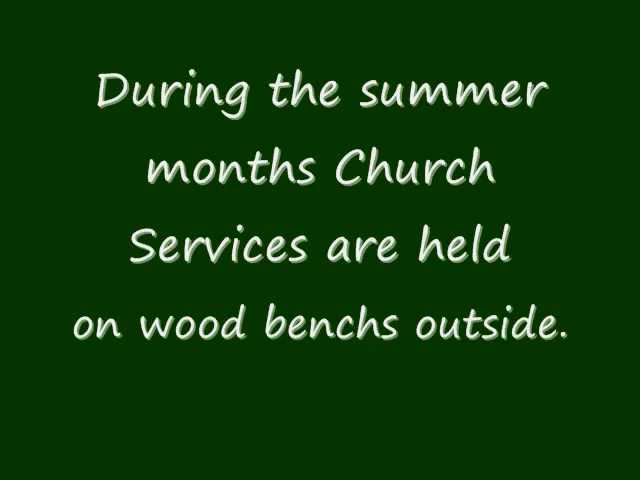 During the summer
months Church
Services are held
on wood benchs outside.